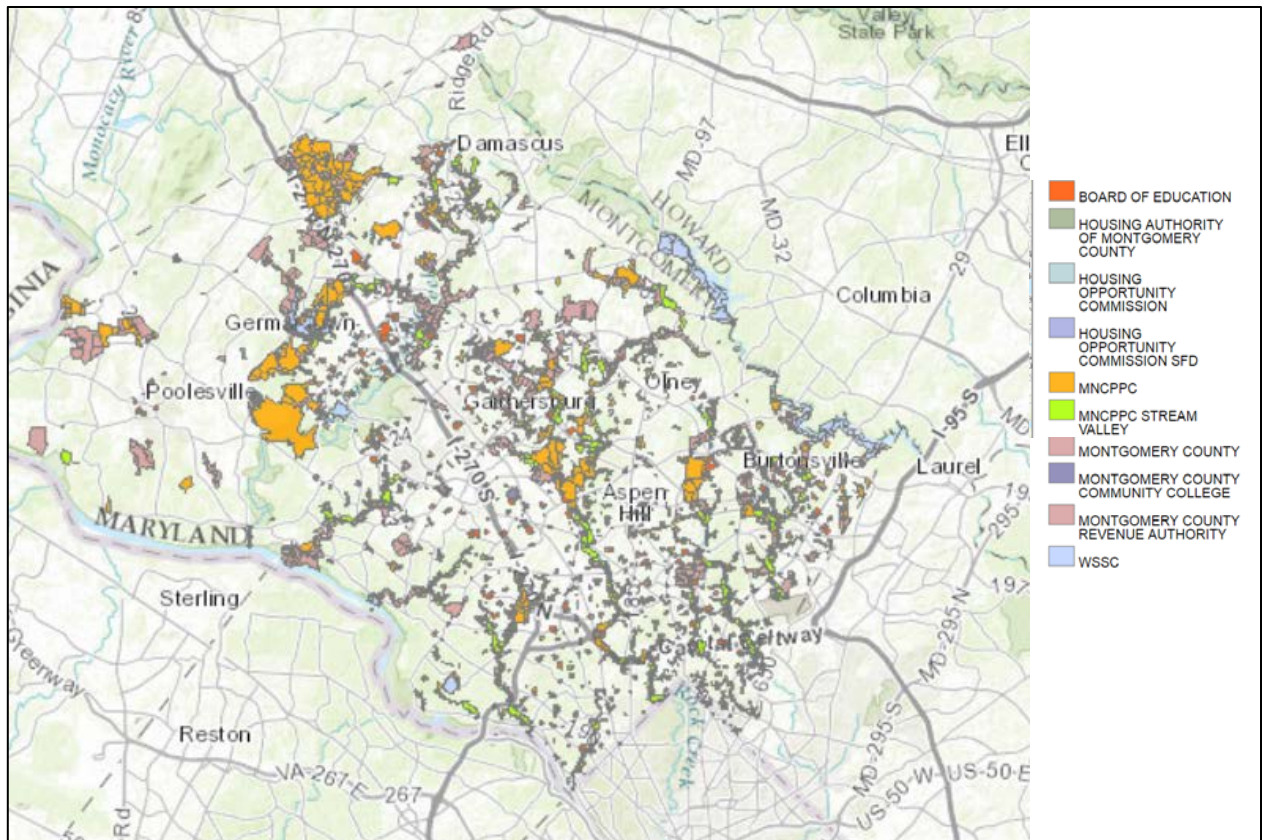 Valley
State Park
Monocacy River
Ridge Rd
Damascus
MD-97
Ell
HOWARD
MONTGOMERY
MD-32
29
Columbia
INIA
Germantown
Poolesville
Olney
Gaithersburg
I-270 S
I-95 S
Burtonsville
Laurel
Aspen
Hill
MARYLAND
295
197
Sterling
Capital Beltway
MD-295 N
650
Greenway
Reston
Rock Creek
MD-295 S
VA-267-E
267
US-50-W
US-50-E
Rd
BOARD OF EDUCATION
HOUSING AUTHORITY
OF MONTGOMERY
COUNTY
HOUSING
OPPORTUNITY
COMMISSION
HOUSING
OPPORTUNITY
COMMISSION SFD
MNCPPC
MNCPPC STREAM
VALLEY
MONTGOMERY COUNTY
MONTGOMERY COUNTY
COMMUNITY COLLEGE
MONTGOMERY COUNTY
REVENUE AUTHORITY
WSSC